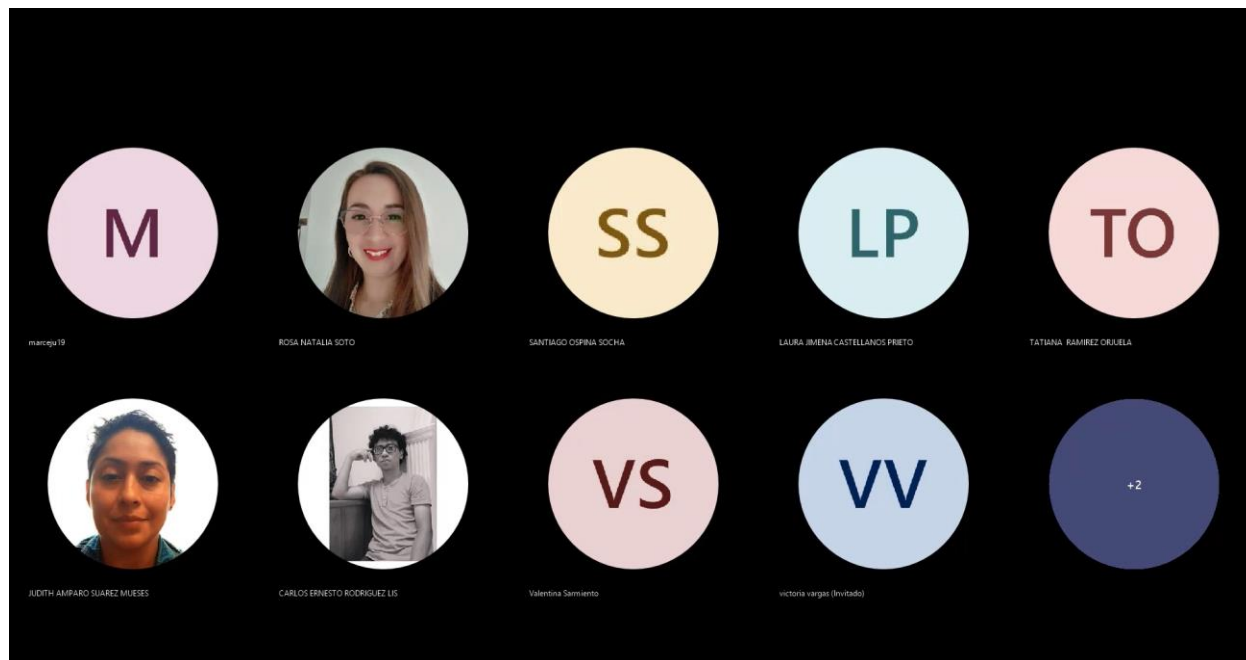 M
SS
LP
TO
marceju19
ROSA NATALIA SOTO
SANTIAGO OSPINA SOCHA
LAURA JIMENA CASTELLANOS PRIETO
TATIANA RAMIREZ ORJUELA
VS
VV
+2
JUDITH AMPARO SUAREZ MUESES
CARLOS ERNESTO RODRIGUEZ LIS
Valentina Sarmiento
victoria vargas (Invitado)